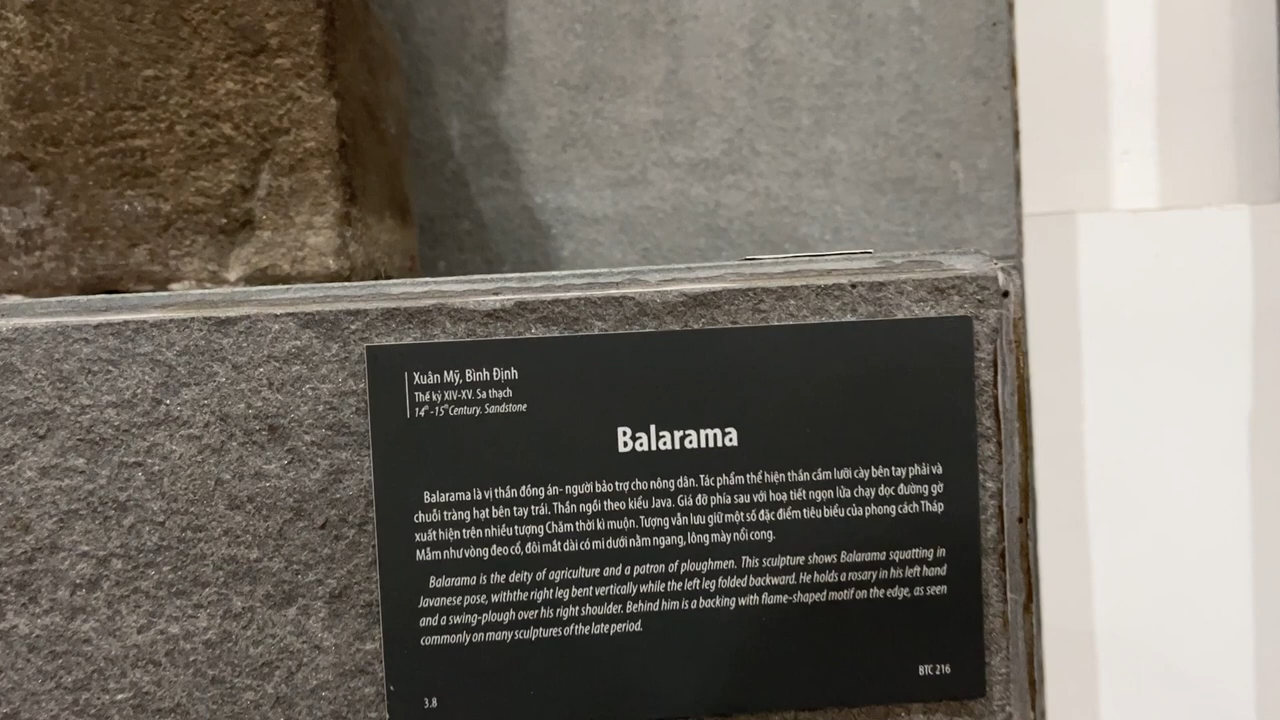 Xuân Mỹ, Bình Định
Thế kỷ XIV-XV. Sa thạch
14th -15th Century. Sandstone
Balarama
Balarama là vị thần đồng án- người bảo trợ cho nông dân. Tác phẩm thể hiện thần cầm lưỡi cày bên tay phải và
chuỗi tràng hạt bên tay trái. Thần ngồi theo kiểu Java. Giá đỡ phía sau với hoạ tiết ngọn lửa chạy dọc đường gờ
xuất hiện trên nhiều tượng Chăm thời kì muộn. Tượng vẫn lưu giữ một số đặc điểm tiêu biểu của phong cách Tháp
Mẫm như vòng đeo cổ, đôi mắt dài có mi dưới nằm ngang, lông mày nổi cong.
Balarama is the deity of agriculture and a patron of ploughmen. This sculpture shows Balarama squatting in
Javanese pose, withthe right leg bent vertically while the left leg folded backward. He holds a rosary in his left hand
and a swing-plough over his right shoulder. Behind him is a backing with flame-shaped motif on the edge, as seen
commonly on many sculptures of the late period.
BTC 216
3.8